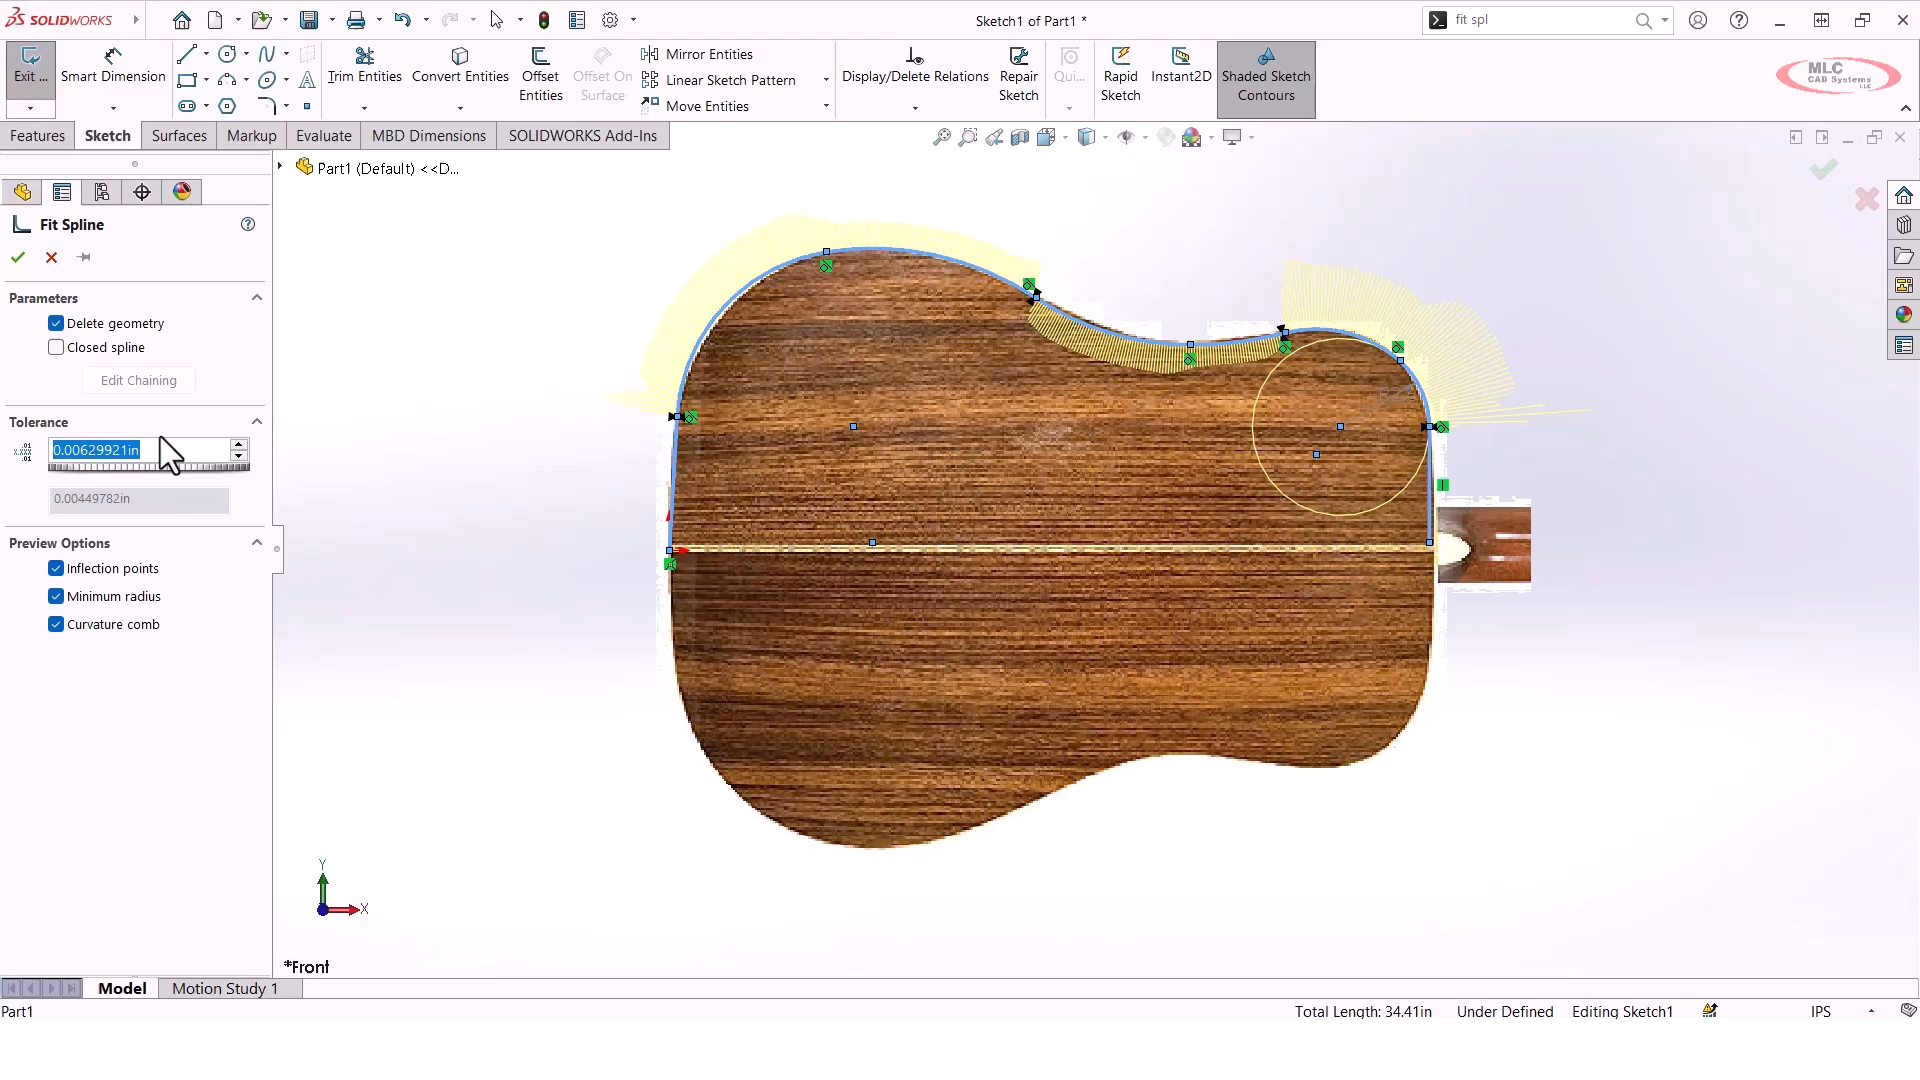 SOLIDWORKS
Sketch1 of Part1 *
fit spl
Exit ...
Smart Dimension
Trim Entities
Convert Entities
Offset Entities
Offset On Surface
Mirror Entities
Linear Sketch Pattern
Move Entities
Display/Delete Relations
Repair Sketch
Qui...
Rapid Sketch
Instant2D
Shaded Sketch Contours
MLC
CAD Systems
LLC
Features
Sketch
Surfaces
Markup
Evaluate
MBD Dimensions
SOLIDWORKS Add-Ins
Part1 (Default) <<D...
Fit Spline
Parameters
Delete geometry
Closed spline
Edit Chaining
Tolerance
0.00629921in
0.00449782in
Preview Options
Inflection points
Minimum radius
Curvature comb
Y
X
*Front
Model
Motion Study 1
Part1
Total Length: 34.41in
Under Defined
Editing Sketch1
IPS